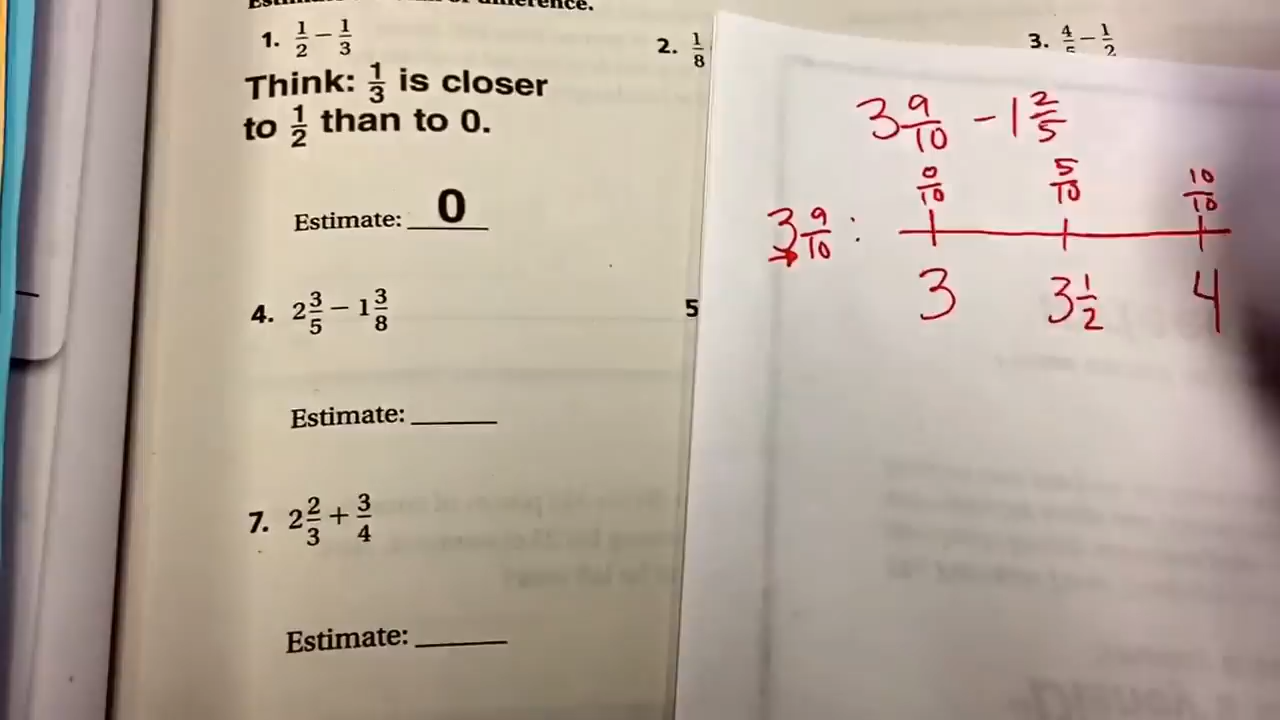 difference.
1. 1/2 − 1/3
2. 1/8
3. 4/5 − 1/2
Think: 1/3 is closer
to 1/2 than to 0.
Estimate: 0
4. 2 3/5 − 1 3/8
5
Estimate:
7. 2 2/3 + 3/4
Estimate:
3 9/10 − 1 2/5
0/10 5/10 10/10
3 9/10 :
3 3 1/2 4